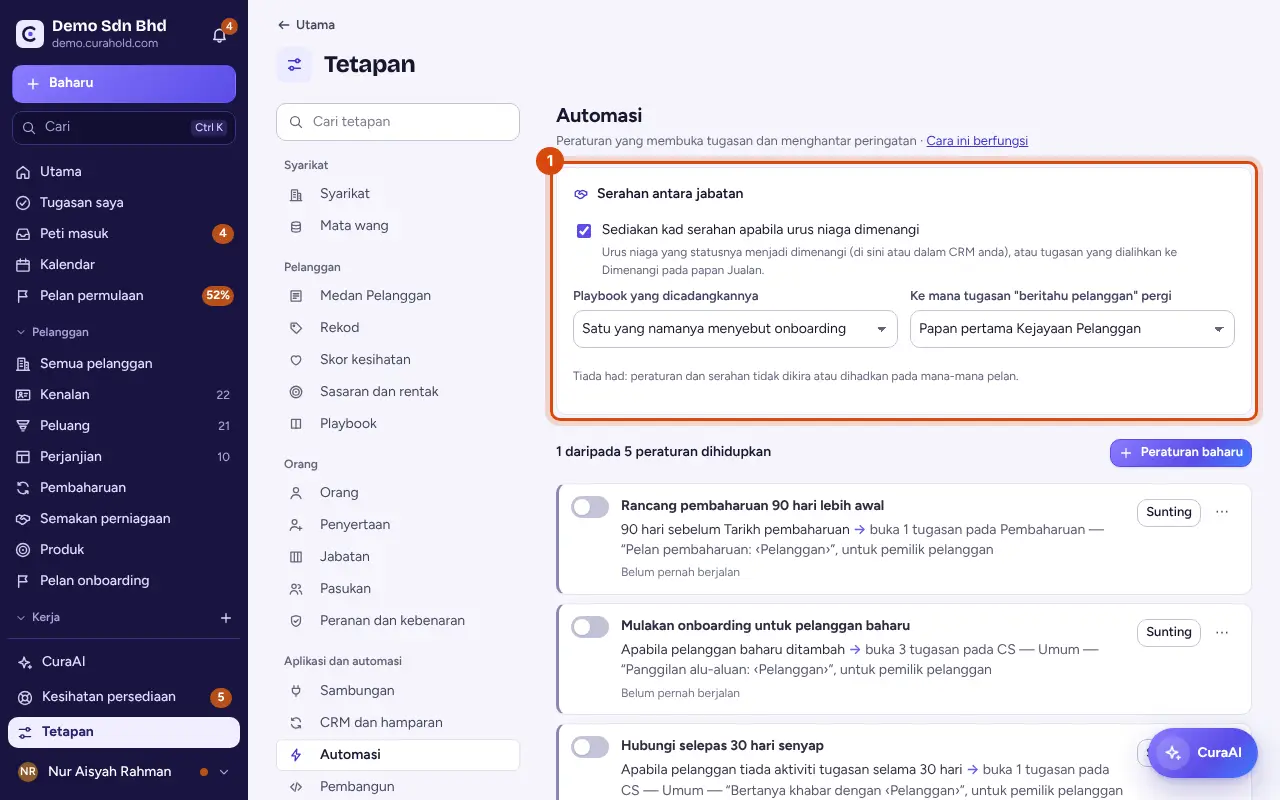 Demo Sdn Bhd
demo.curahold.com
4
Baharu
Cari
Ctrl K
Utama
Tugasan saya
Peti masuk
4
Kalendar
Pelan permulaan
52%
Pelanggan
Semua pelanggan
Kenalan
22
Peluang
21
Perjanjian
10
Pembaharuan
Semakan perniagaan
Produk
Pelan onboarding
Kerja
CuraAI
Kesihatan persediaan
5
Tetapan
NR
Nur Aisyah Rahman
← Utama
Tetapan
Cari tetapan
Syarikat
Syarikat
Mata wang
Pelanggan
Medan Pelanggan
Rekod
Skor kesihatan
Sasaran dan rentak
Playbook
Orang
Orang
Penyertaan
Jabatan
Pasukan
Peranan dan kebenaran
Aplikasi dan automasi
Sambungan
CRM dan hamparan
Automasi
Pembangun
Automasi
Peraturan yang membuka tugasan dan menghantar peringatan · Cara ini berfungsi
1
Serahan antara jabatan
Sediakan kad serahan apabila urus niaga dimenangi
Urus niaga yang statusnya menjadi dimenangi (di sini atau dalam CRM anda), atau tugasan yang dialihkan ke
Dimenangi pada papan Jualan.
Playbook yang dicadangkannya
Satu yang namanya menyebut onboarding
Ke mana tugasan "beritahu pelanggan" pergi
Papan pertama Kejayaan Pelanggan
Tiada had: peraturan dan serahan tidak dikira atau dihadkan pada mana-mana pelan.
1 daripada 5 peraturan dihidupkan
Peraturan baharu
Rancang pembaharuan 90 hari lebih awal
90 hari sebelum Tarikh pembaharuan → buka 1 tugasan pada Pembaharuan —
“Pelan pembaharuan: ‹Pelanggan›”, untuk pemilik pelanggan
Belum pernah berjalan
Sunting
Mulakan onboarding untuk pelanggan baharu
Apabila pelanggan baharu ditambah → buka 3 tugasan pada CS — Umum —
“Panggilan alu-aluan: ‹Pelanggan›”, untuk pemilik pelanggan
Belum pernah berjalan
Sunting
Hubungi selepas 30 hari senyap
Apabila pelanggan tiada aktiviti tugasan selama 30 hari → buka 1 tugasan pada
CS — Umum — “Bertanya khabar dengan ‹Pelanggan›”, untuk pemilik pelanggan
CuraAI